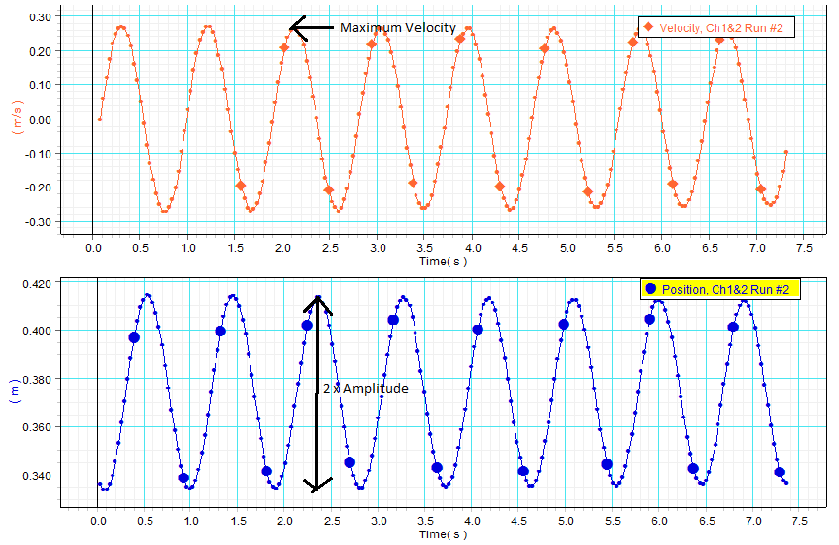 0.30
Maximum Velocity
Velocity, Ch1&2 Run #2
0.20
0.10
0.00
-0.10
-0.20
-0.30
(m/s)
0.0 0.5 1.0 1.5 2.0 2.5 3.0 3.5 4.0 4.5 5.0 5.5 6.0 6.5 7.0 7.5
Time(s)
0.420
Position, Ch1&2 Run #2
0.400
0.380
2 x Amplitude
0.360
0.340
(m)
0.0 0.5 1.0 1.5 2.0 2.5 3.0 3.5 4.0 4.5 5.0 5.5 6.0 6.5 7.0 7.5
Time(s)